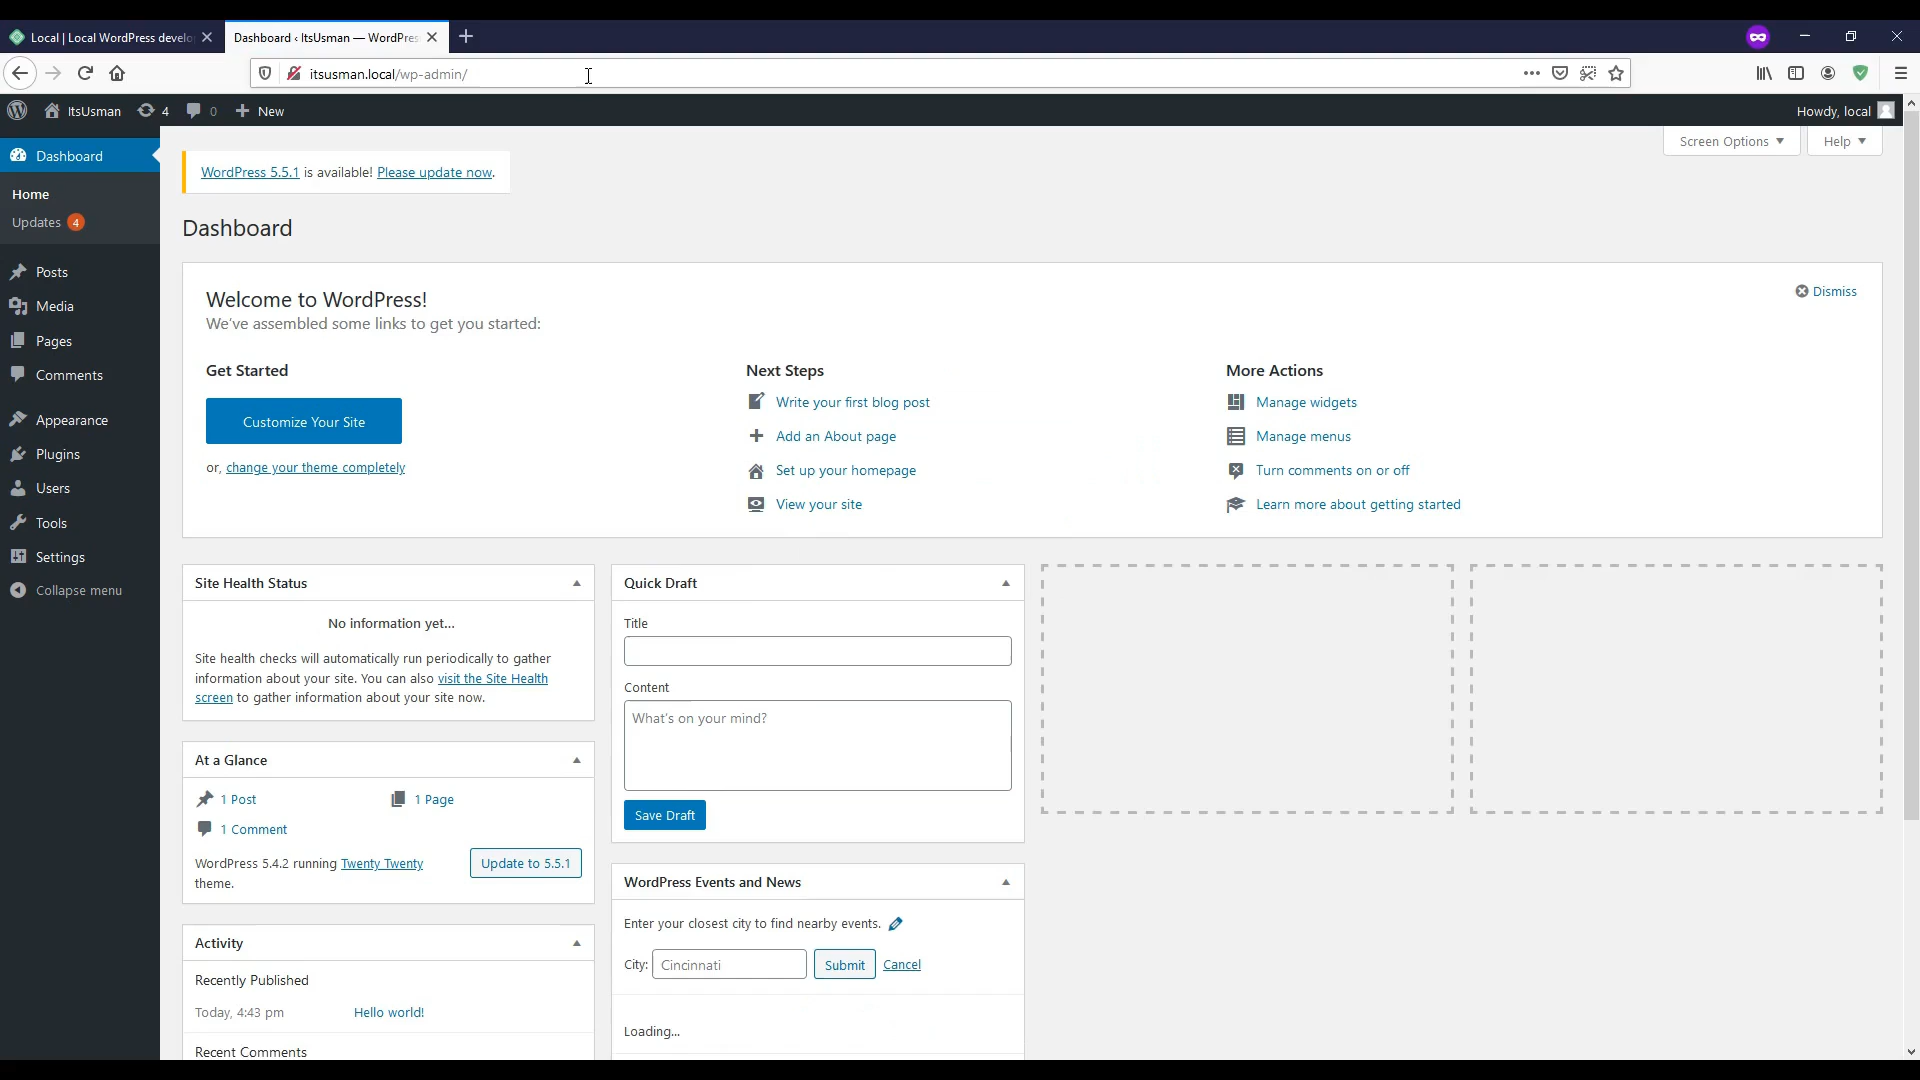 Local | Local WordPress develo
Dashboard ‹ ItsUsman — WordPres
itsusman.local/wp-admin/
ItsUsman
4
0
New
Howdy, local
Dashboard
Home
Updates 4
Posts
Media
Pages
Comments
Appearance
Plugins
Users
Tools
Settings
Collapse menu
Screen Options
Help
WordPress 5.5.1 is available! Please update now.
Dashboard
Welcome to WordPress!
We've assembled some links to get you started:
Dismiss
Get Started
Customize Your Site
or, change your theme completely
Next Steps
Write your first blog post
Add an About page
Set up your homepage
View your site
More Actions
Manage widgets
Manage menus
Turn comments on or off
Learn more about getting started
Site Health Status
No information yet...
Site health checks will automatically run periodically to gather
information about your site. You can also visit the Site Health
screen to gather information about your site now.
At a Glance
1 Post
1 Page
1 Comment
WordPress 5.4.2 running Twenty Twenty
theme.
Update to 5.5.1
Activity
Recently Published
Today, 4:43 pm
Hello world!
Recent Comments
Quick Draft
Title
Content
What's on your mind?
Save Draft
WordPress Events and News
Enter your closest city to find nearby events.
City: Cincinnati Submit Cancel
Loading...